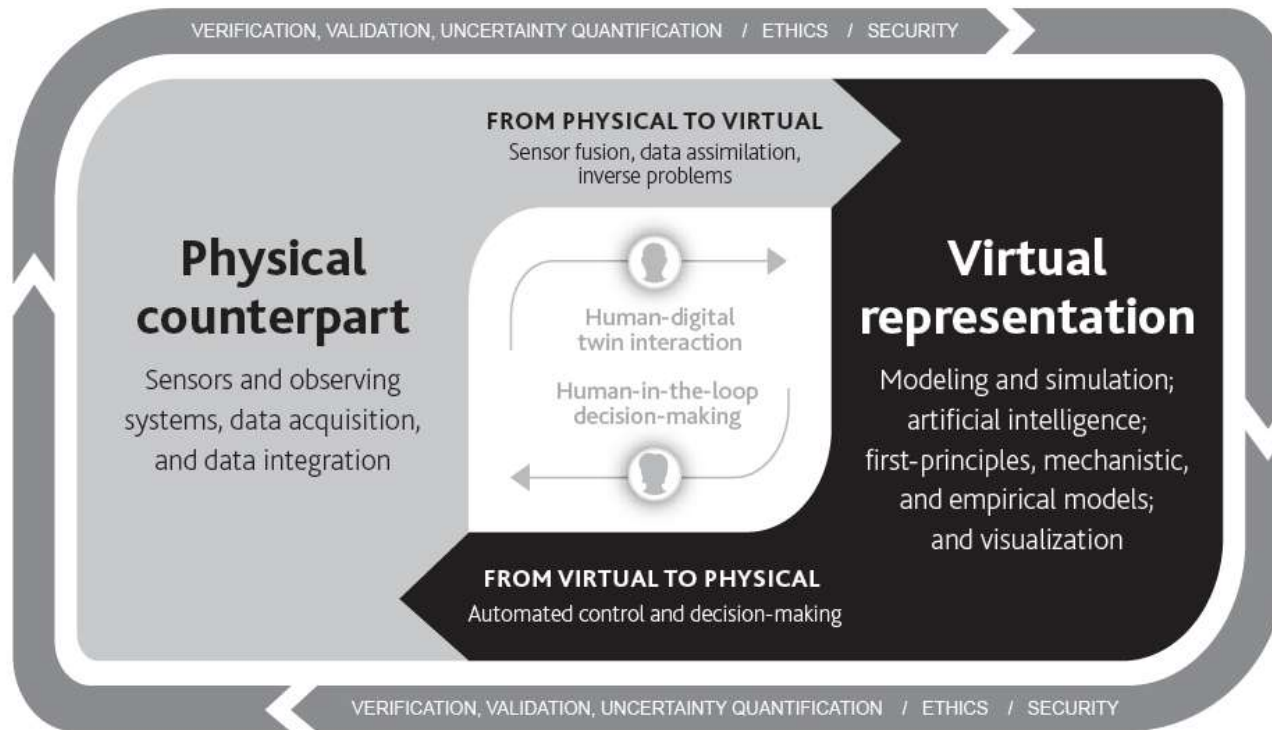 VERIFICATION, VALIDATION, UNCERTAINTY QUANTIFICATION / ETHICS / SECURITY
FROM PHYSICAL TO VIRTUAL
Sensor fusion, data assimilation,
inverse problems
Physical
counterpart
Sensors and observing
systems, data acquisition,
and data integration
Human-digital
twin interaction
Human-in-the-loop
decision-making
Virtual
representation
Modeling and simulation;
artificial intelligence;
first-principles, mechanistic,
and empirical models;
and visualization
FROM VIRTUAL TO PHYSICAL
Automated control and decision-making
VERIFICATION, VALIDATION, UNCERTAINTY QUANTIFICATION / ETHICS / SECURITY